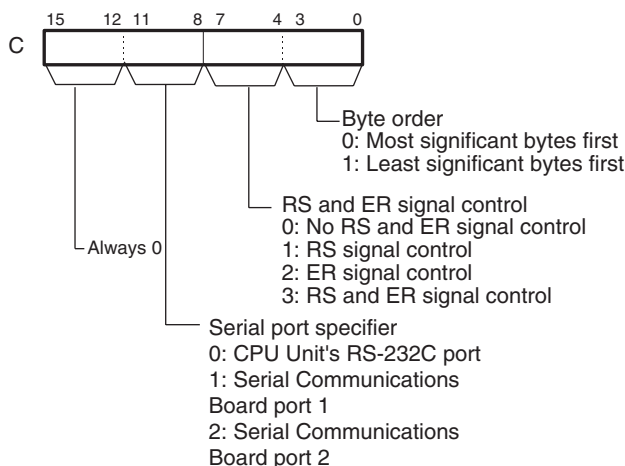 15 12 11 8 7 4 3 0
C
Byte order
0: Most significant bytes first
1: Least significant bytes first
RS and ER signal control
0: No RS and ER signal control
1: RS signal control
2: ER signal control
3: RS and ER signal control
Always 0
Serial port specifier
0: CPU Unit's RS-232C port
1: Serial Communications
Board port 1
2: Serial Communications
Board port 2